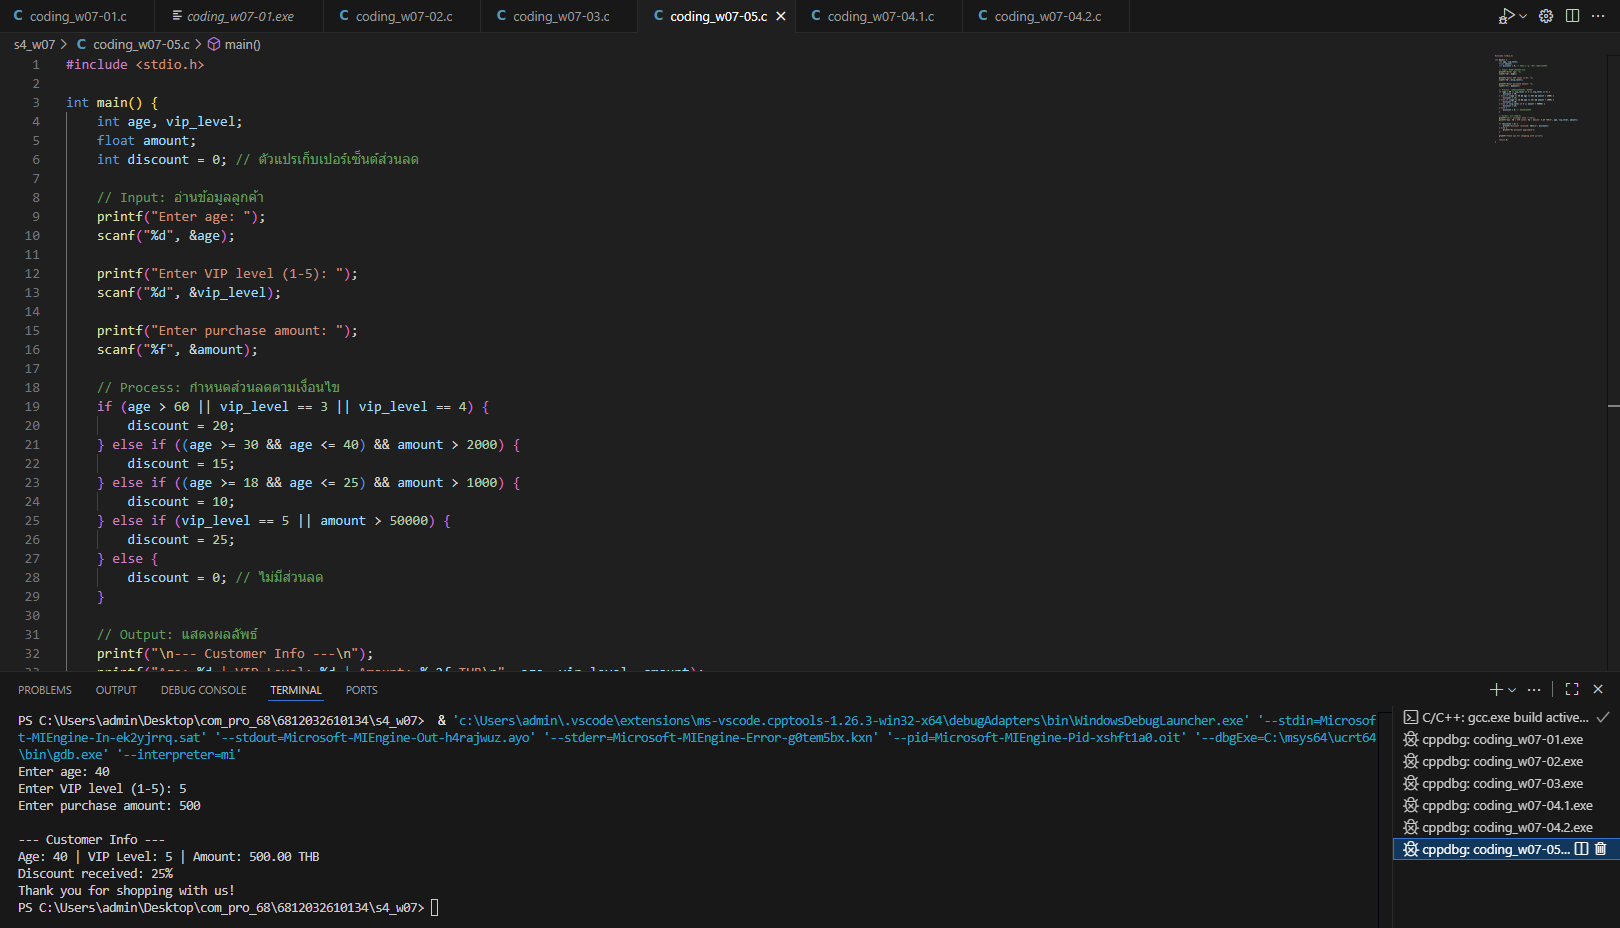 coding_w07-01.c coding_w07-01.exe coding_w07-02.c coding_w07-03.c coding_w07-05.c coding_w07-04.1.c coding_w07-04.2.c
s4_w07 > C coding_w07-05.c > main()
1 #include <stdio.h>
2
3 int main() {
4 int age, vip_level;
5 float amount;
6 int discount = 0; // ตัวแปรเก็บเปอร์เซ็นต์ส่วนลด
7
8 // Input: อ่านข้อมูลลูกค้า
9 printf("Enter age: ");
10 scanf("%d", &age);
11
12 printf("Enter VIP level (1-5): ");
13 scanf("%d", &vip_level);
14
15 printf("Enter purchase amount: ");
16 scanf("%f", &amount);
17
18 // Process: กำหนดส่วนลดตามเงื่อนไข
19 if (age > 60 || vip_level == 3 || vip_level == 4) {
20 discount = 20;
21 } else if ((age >= 30 && age <= 40) && amount > 2000) {
22 discount = 15;
23 } else if ((age >= 18 && age <= 25) && amount > 1000) {
24 discount = 10;
25 } else if (vip_level == 5 || amount > 50000) {
26 discount = 25;
27 } else {
28 discount = 0; // ไม่มีส่วนลด
29 }
30
31 // Output: แสดงผลลัพธ์
32 printf("\n--- Customer Info ---\n");
33 printf("Age: %d | VIP Level: %d | Amount: %.2f THB\n", age, vip_level, amount);
PROBLEMS OUTPUT DEBUG CONSOLE TERMINAL PORTS
PS C:\Users\admin\Desktop\com_pro_68\6812032610134\s4_w07> & 'c:\Users\admin\.vscode\extensions\ms-vscode.cpptools-1.26.3-win32-x64\debugAdapters\bin\WindowsDebugLauncher.exe' '--stdin=Microsof
t-MIEngine-In-ek2yjrrq.sat' '--stdout=Microsoft-MIEngine-Out-h4rajwuz.ayo' '--stderr=Microsoft-MIEngine-Error-g0tem5bx.kxn' '--pid=Microsoft-MIEngine-Pid-xshft1a0.oit' '--dbgExe=C:\msys64\ucrt64
\bin\gdb.exe' '--interpreter=mi'
Enter age: 40
Enter VIP level (1-5): 5
Enter purchase amount: 500
--- Customer Info ---
Age: 40 | VIP Level: 5 | Amount: 500.00 THB
Discount received: 25%
Thank you for shopping with us!
PS C:\Users\admin\Desktop\com_pro_68\6812032610134\s4_w07>
C/C++: gcc.exe build active...
cppdbg: coding_w07-01.exe
cppdbg: coding_w07-02.exe
cppdbg: coding_w07-03.exe
cppdbg: coding_w07-04.1.exe
cppdbg: coding_w07-04.2.exe
cppdbg: coding_w07-05...